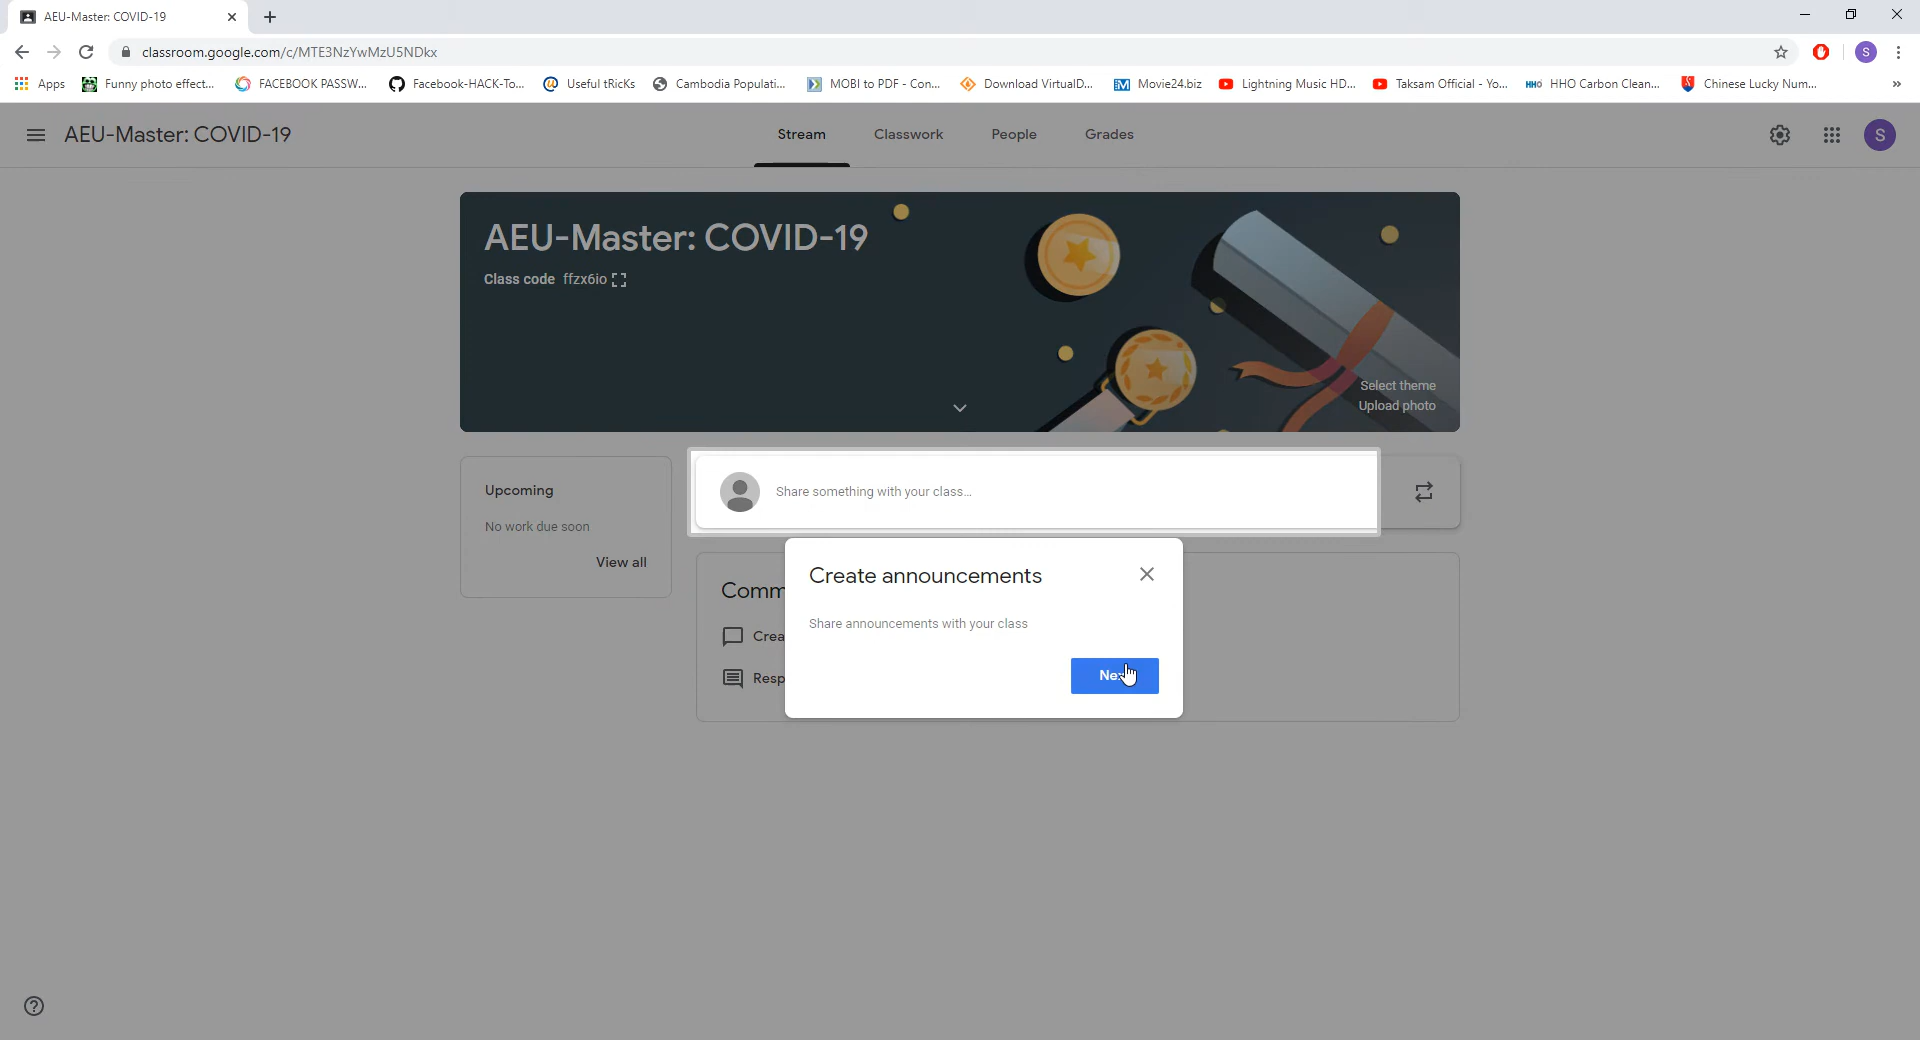 AEU-Master: COVID-19
classroom.google.com/c/MTE3NzYwMzU5NDkx
S
Apps
Funny photo effect...
FACEBOOK PASSW...
Facebook-HACK-To...
Useful tRicKs
Cambodia Populati...
MOBI to PDF - Con...
Download VirtualD...
Movie24.biz
Lightning Music HD...
Taksam Official - Yo...
HHO HHO Carbon Clean...
Chinese Lucky Num...
»
AEU-Master: COVID-19
Stream
Classwork
People
Grades
S
AEU-Master: COVID-19
Class code ffzx6io
Select theme
Upload photo
Upcoming
No work due soon
View all
Share something with your class...
Create announcements
Share announcements with your class